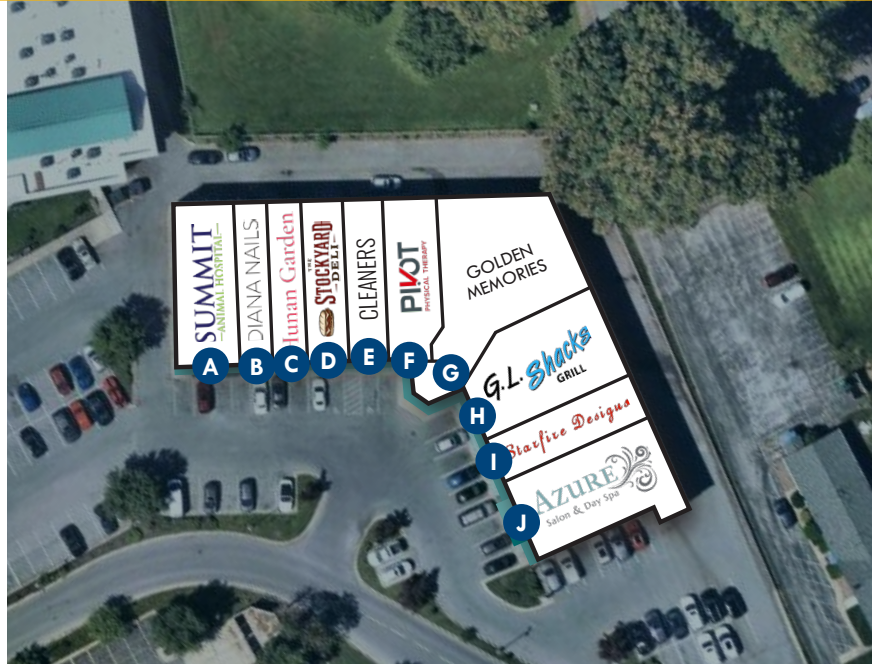 SUMMIT
ANIMAL HOSPITAL
DIANA NAILS
Hunan Garden
THE
STOCKYARD
DELI
CLEANERS
PIVOT
PHYSICAL THERAPY
GOLDEN
MEMORIES
G.L. Shacks
GRILL
Starfire Designs
AZURE
Salon & Day Spa
A
B
C
D
E
F
G
H
I
J